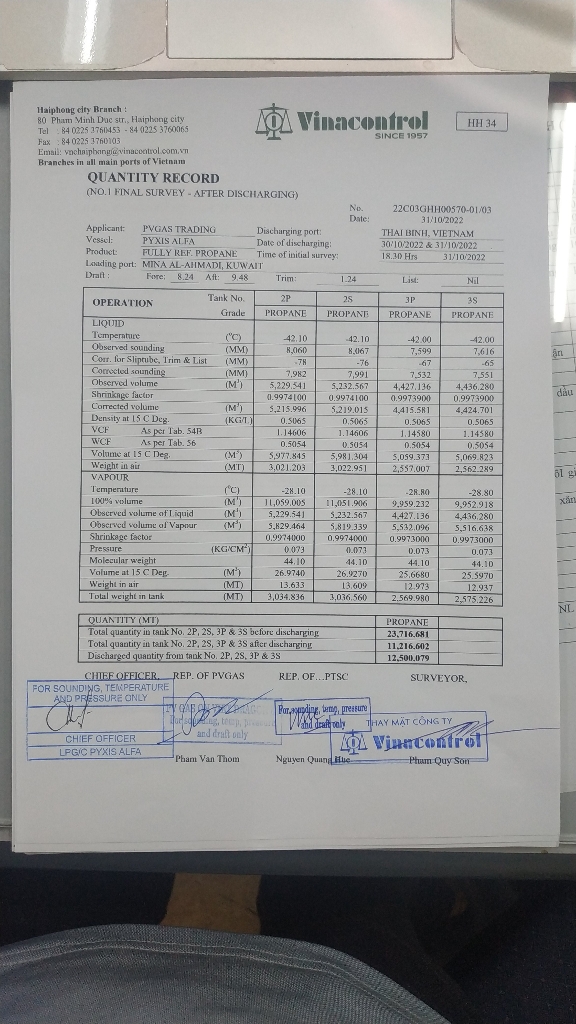 Haiphong city Branch :
80 Pham Minh Duc str., Haiphong city
Tel : 84 0225 3760453 - 84 0225 3760065
Fax : 84 0225 3760103
Email: vnchaiphong@vinacontrol.com.vn
Branches in all main ports of Vietnam
Vinacontrol
SINCE 1957
HH 34
QUANTITY RECORD
(NO.1 FINAL SURVEY - AFTER DISCHARGING)
No. 22C03GHH00570-01/03
Date: 31/10/2022
Applicant: PVGAS TRADING Discharging port: THAI BINH, VIETNAM
Vessel: PYXIS ALFA Date of discharging: 30/10/2022 & 31/10/2022
Product: FULLY REF. PROPANE Time of initial survey: 18.30 Hrs 31/10/2022
Loading port: MINA AL-AHMADI, KUWAIT
Draft : Fore: 8.24 Aft: 9.48 Trim: 1.24 List: Nil
OPERATION Tank No. 2P 2S 3P 3S
Grade PROPANE PROPANE PROPANE PROPANE
LIQUID
Temperature (°C) -42.10 -42.10 -42.00 -42.00
Observed sounding (MM) 8,060 8,067 7,599 7,616
Corr. for Sliptube, Trim & List (MM) -78 -76 -67 -65
Corrected sounding (MM) 7,982 7,991 7,532 7,551
Observed volume (M³) 5,229.541 5,232.567 4,427.136 4,436.280
Shrinkage factor 0.9974100 0.9974100 0.9973900 0.9973900
Corrected volume (M³) 5,215.996 5,219.015 4,415.581 4,424.701
Density at 15 C Deg. (KG/L) 0.5065 0.5065 0.5065 0.5065
VCF As per Tab. 54B 1.14606 1.14606 1.14580 1.14580
WCF As per Tab. 56 0.5054 0.5054 0.5054 0.5054
Volume at 15 C Deg. (M³) 5,977.845 5,981.304 5,059.373 5,069.823
Weight in air (MT) 3,021.203 3,022.951 2,557.007 2,562.289
VAPOUR
Temperature (°C) -28.10 -28.10 -28.80 -28.80
100% volume (M³) 11,059.005 11,051.906 9,959.232 9,952.918
Observed volume of Liquid (M³) 5,229.541 5,232.567 4,427.136 4,436.280
Observed volume of Vapour (M³) 5,829.464 5,819.339 5,532.096 5,516.638
Shrinkage factor 0.9974000 0.9974000 0.9973000 0.9973000
Pressure (KG/CM²) 0.073 0.073 0.073 0.073
Molecular weight 44.10 44.10 44.10 44.10
Volume at 15 C Deg. (M³) 26.9740 26.9270 25.6680 25.5970
Weight in air (MT) 13.633 13.609 12.973 12.937
Total weight in tank (MT) 3,034.836 3,036.560 2,569.980 2,575.226
QUANTITY (MT) PROPANE
Total quantity in tank No. 2P, 2S, 3P & 3S before discharging 23,716.681
Total quantity in tank No. 2P, 2S, 3P & 3S after discharging 11,216.602
Discharged quantity from tank No. 2P, 2S, 3P & 3S 12,500.079
CHIEF OFFICER, REP. OF PVGAS REP. OF...PTSC SURVEYOR,
FOR SOUNDING, TEMPERATURE
AND PRESSURE ONLY
CHIEF OFFICER
LPG/C PYXIS ALFA
For sounding, temp, pressure
and draft only
For sounding, temp, pressure
and draft only
THAY MẶT CÔNG TY
Vinacontrol
Pham Van Thom Nguyen Quang Hue Pham Quy Son